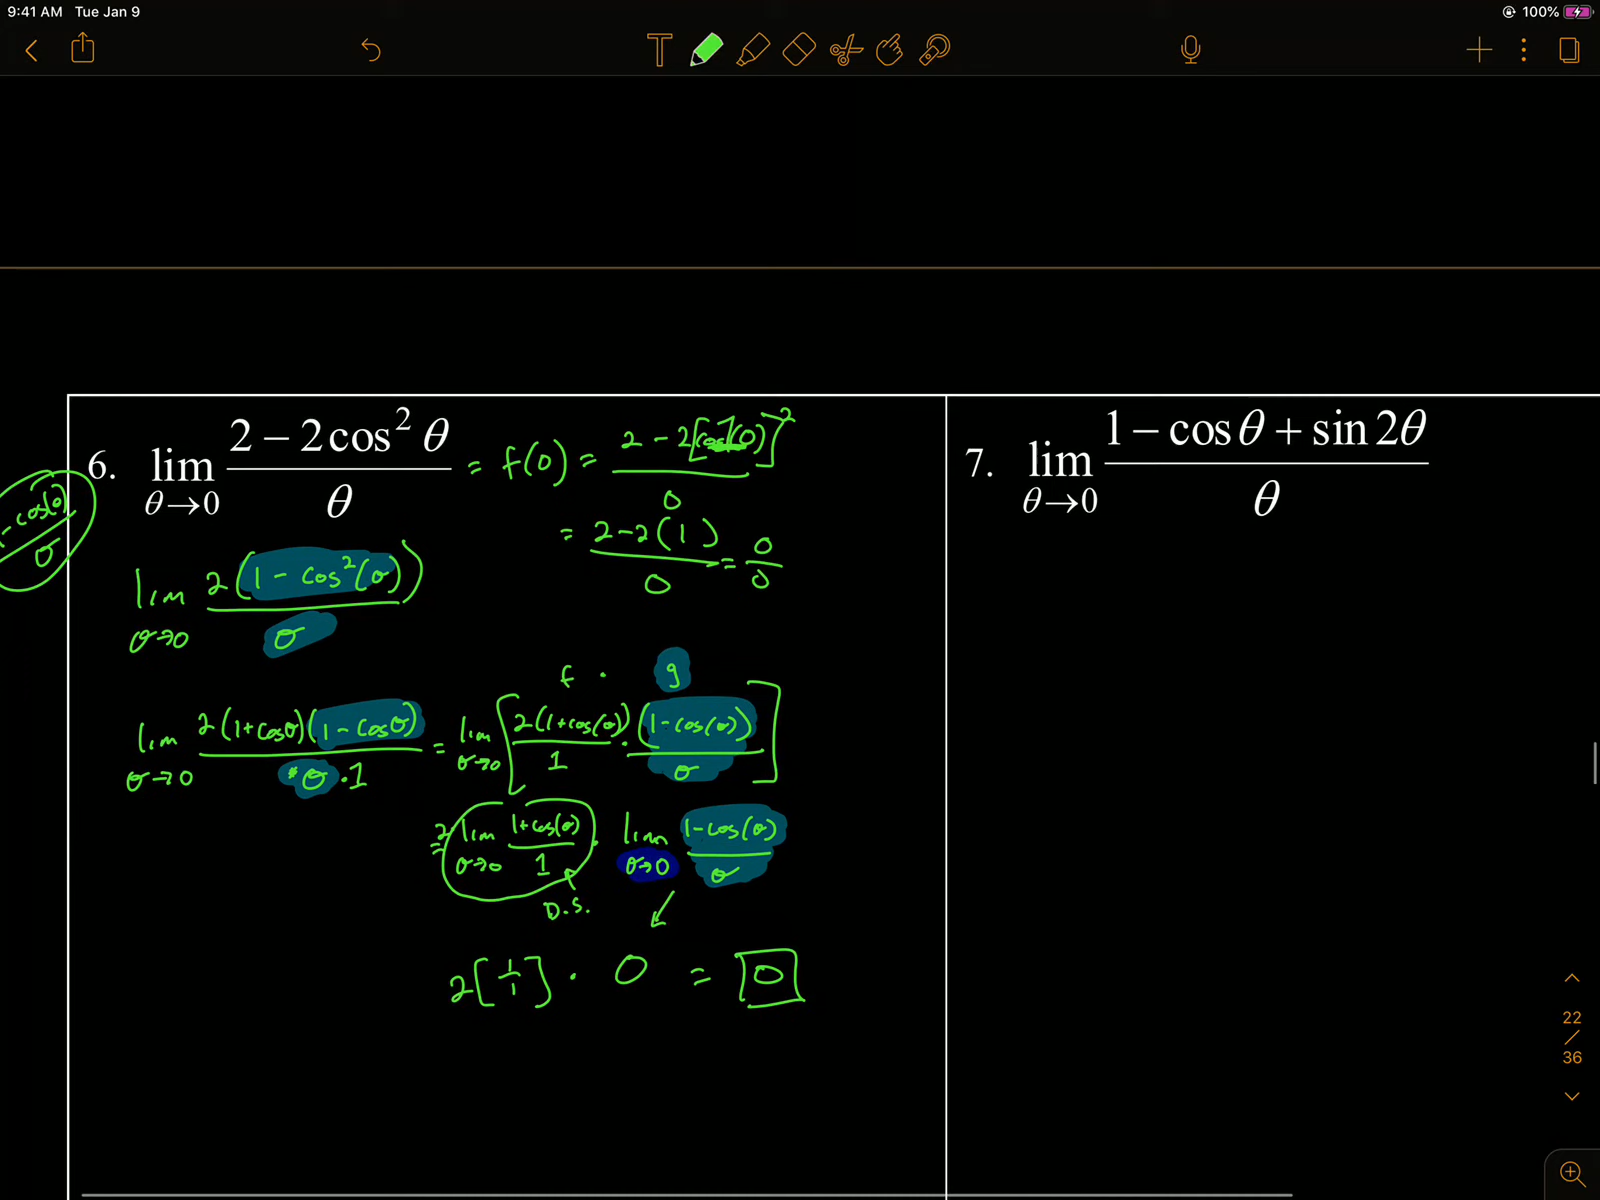 9:41 AM Tue Jan 9
100%
6. lim θ→0 (2 − 2cos² θ)/θ = f(0) = (2 − 2[cos(0)]²)/0
= (2−2(1))/0 = 0/0
−cos(θ)/θ
lim θ→0 2(1 − cos²(θ))/θ
f · g
lim θ→0 2(1+cosθ)(1−cosθ)/(θ·1) = lim θ→0 [2(1+cos(θ))/1 · (1−cos(θ))/θ]
= 2 lim θ→0 (1+cos(θ))/1 · lim θ→0 (1−cos(θ))/θ
D.S.
2[1/1] · 0 = 0
7. lim θ→0 (1 − cos θ + sin 2θ)/θ
22
/
36